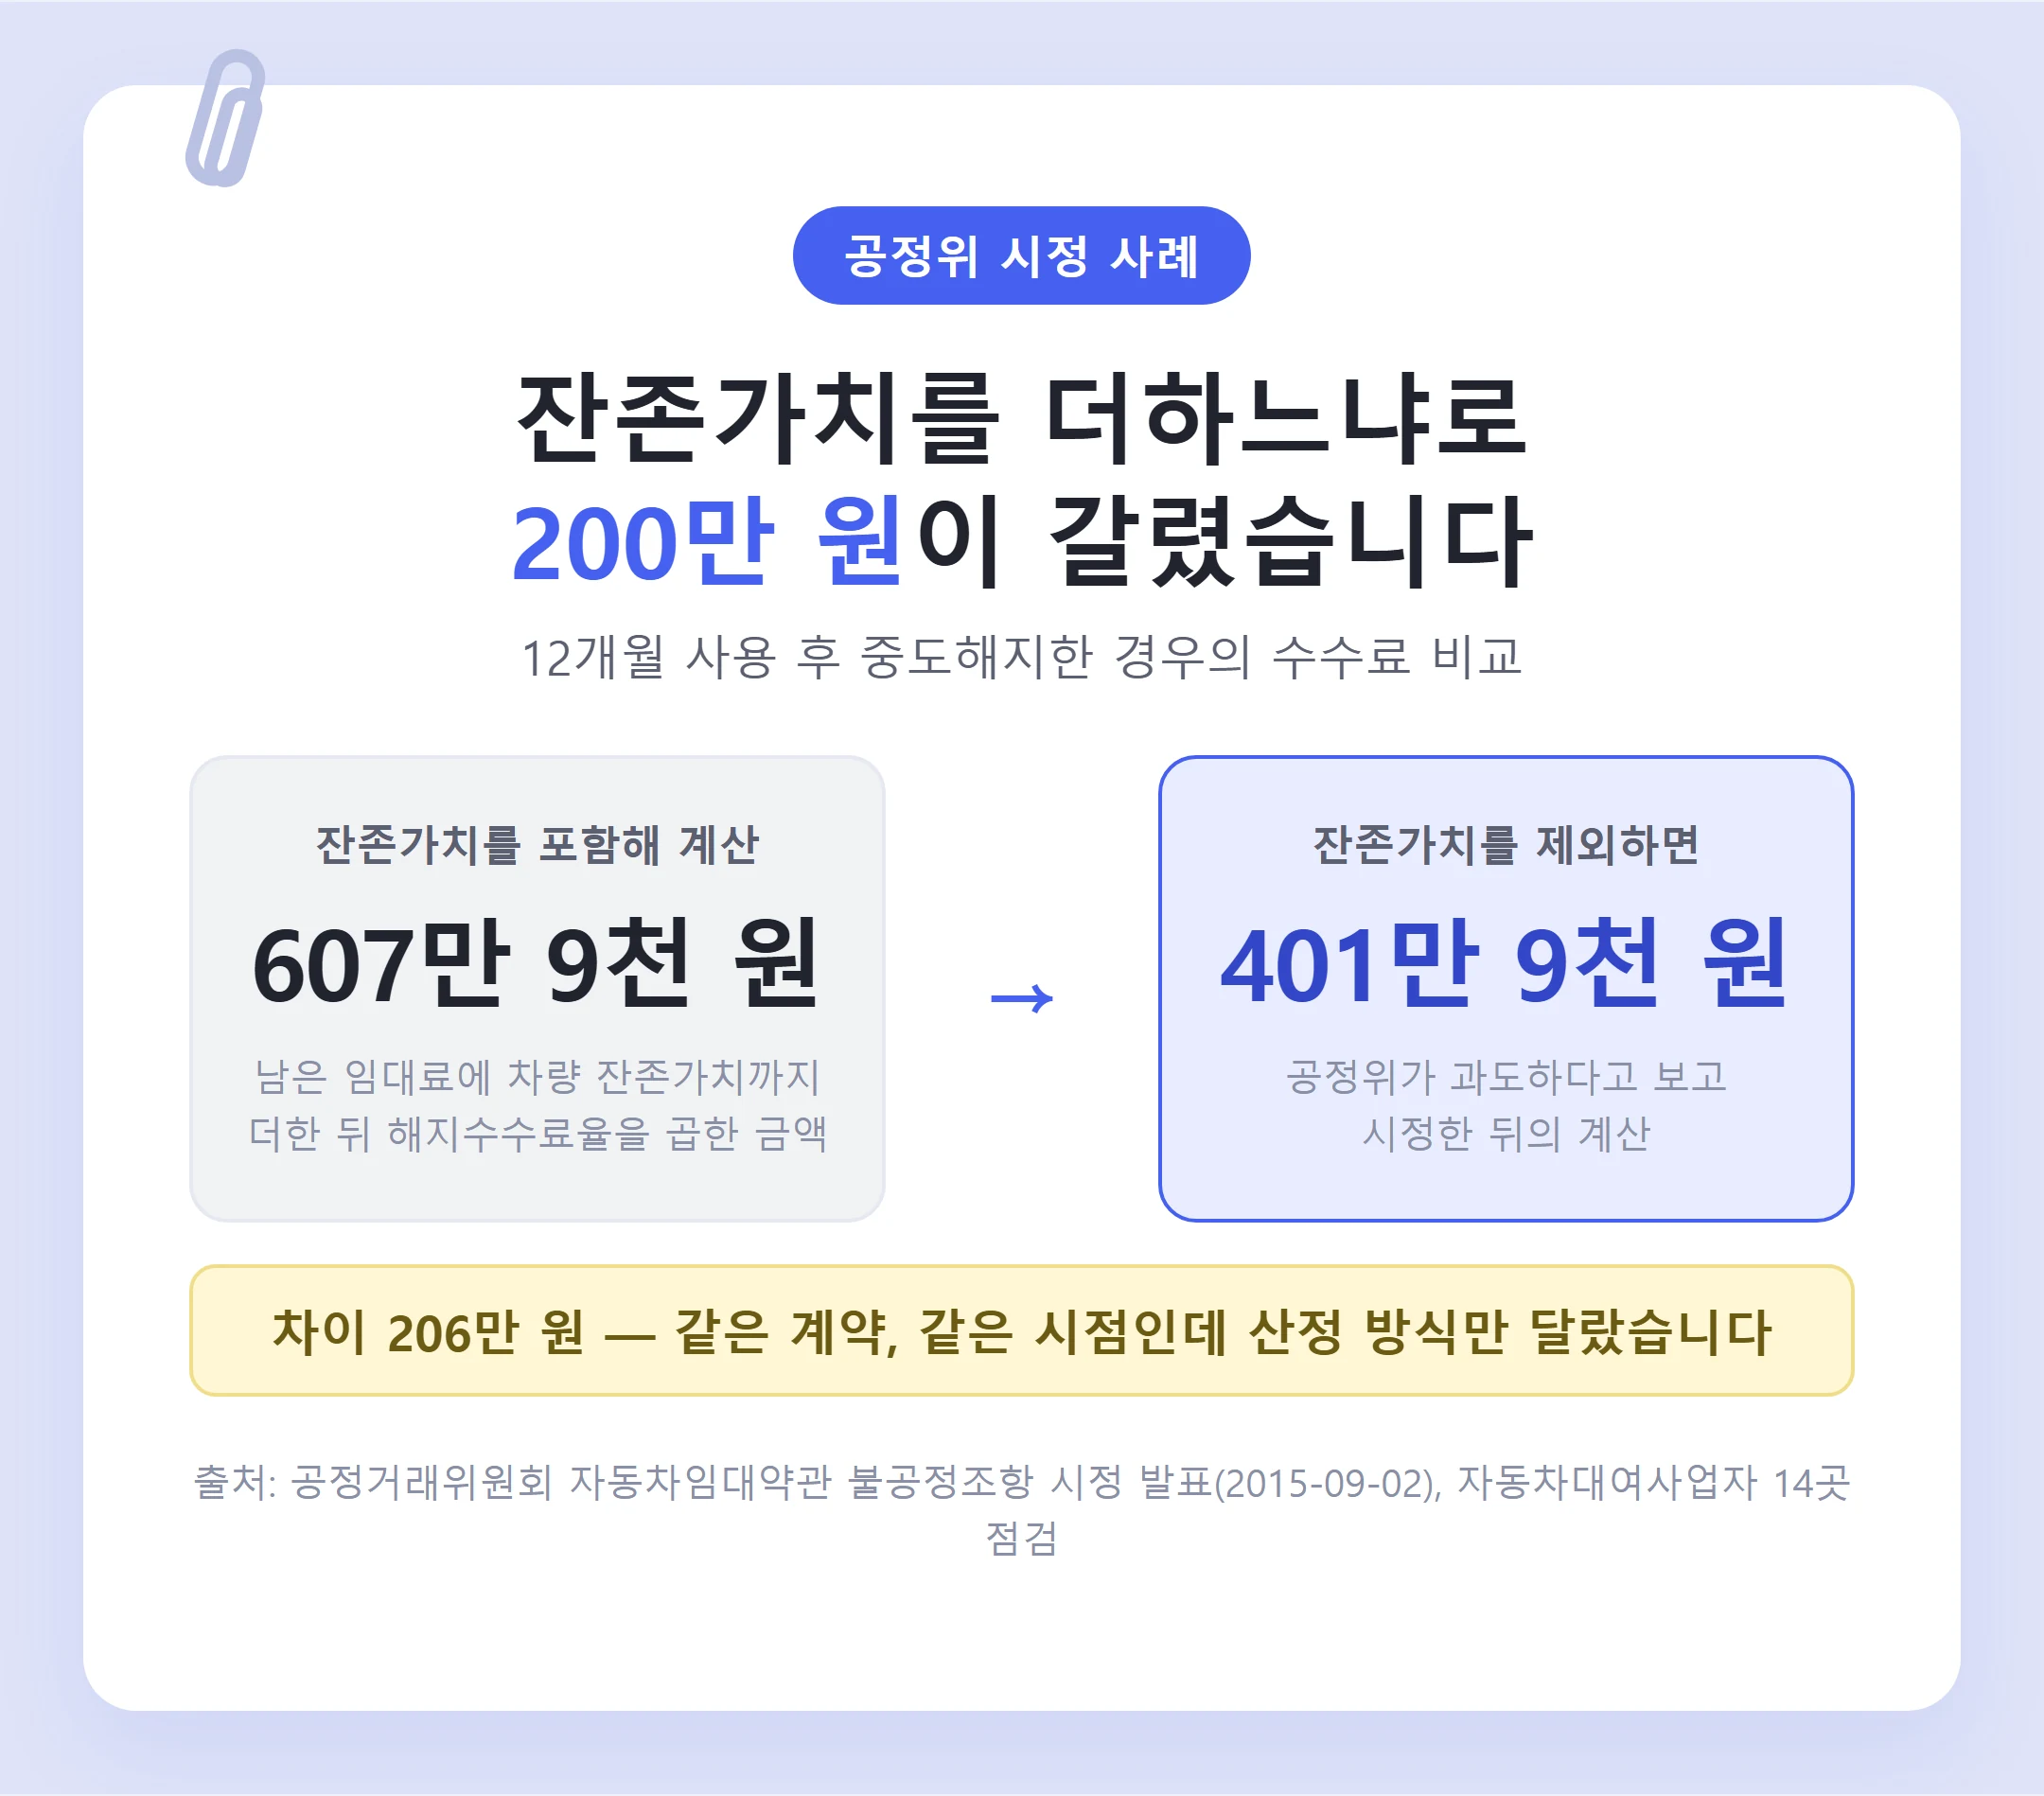 공정위 시정 사례
잔존가치를 더하느냐로
200만 원이 갈렸습니다
12개월 사용 후 중도해지한 경우의 수수료 비교
잔존가치를 포함해 계산
607만 9천 원
남은 임대료에 차량 잔존가치까지
더한 뒤 해지수수료율을 곱한 금액
→
잔존가치를 제외하면
401만 9천 원
공정위가 과도하다고 보고
시정한 뒤의 계산
차이 206만 원 — 같은 계약, 같은 시점인데 산정 방식만 달랐습니다
출처: 공정거래위원회 자동차임대약관 불공정조항 시정 발표(2015-09-02), 자동차대여사업자 14곳
점검